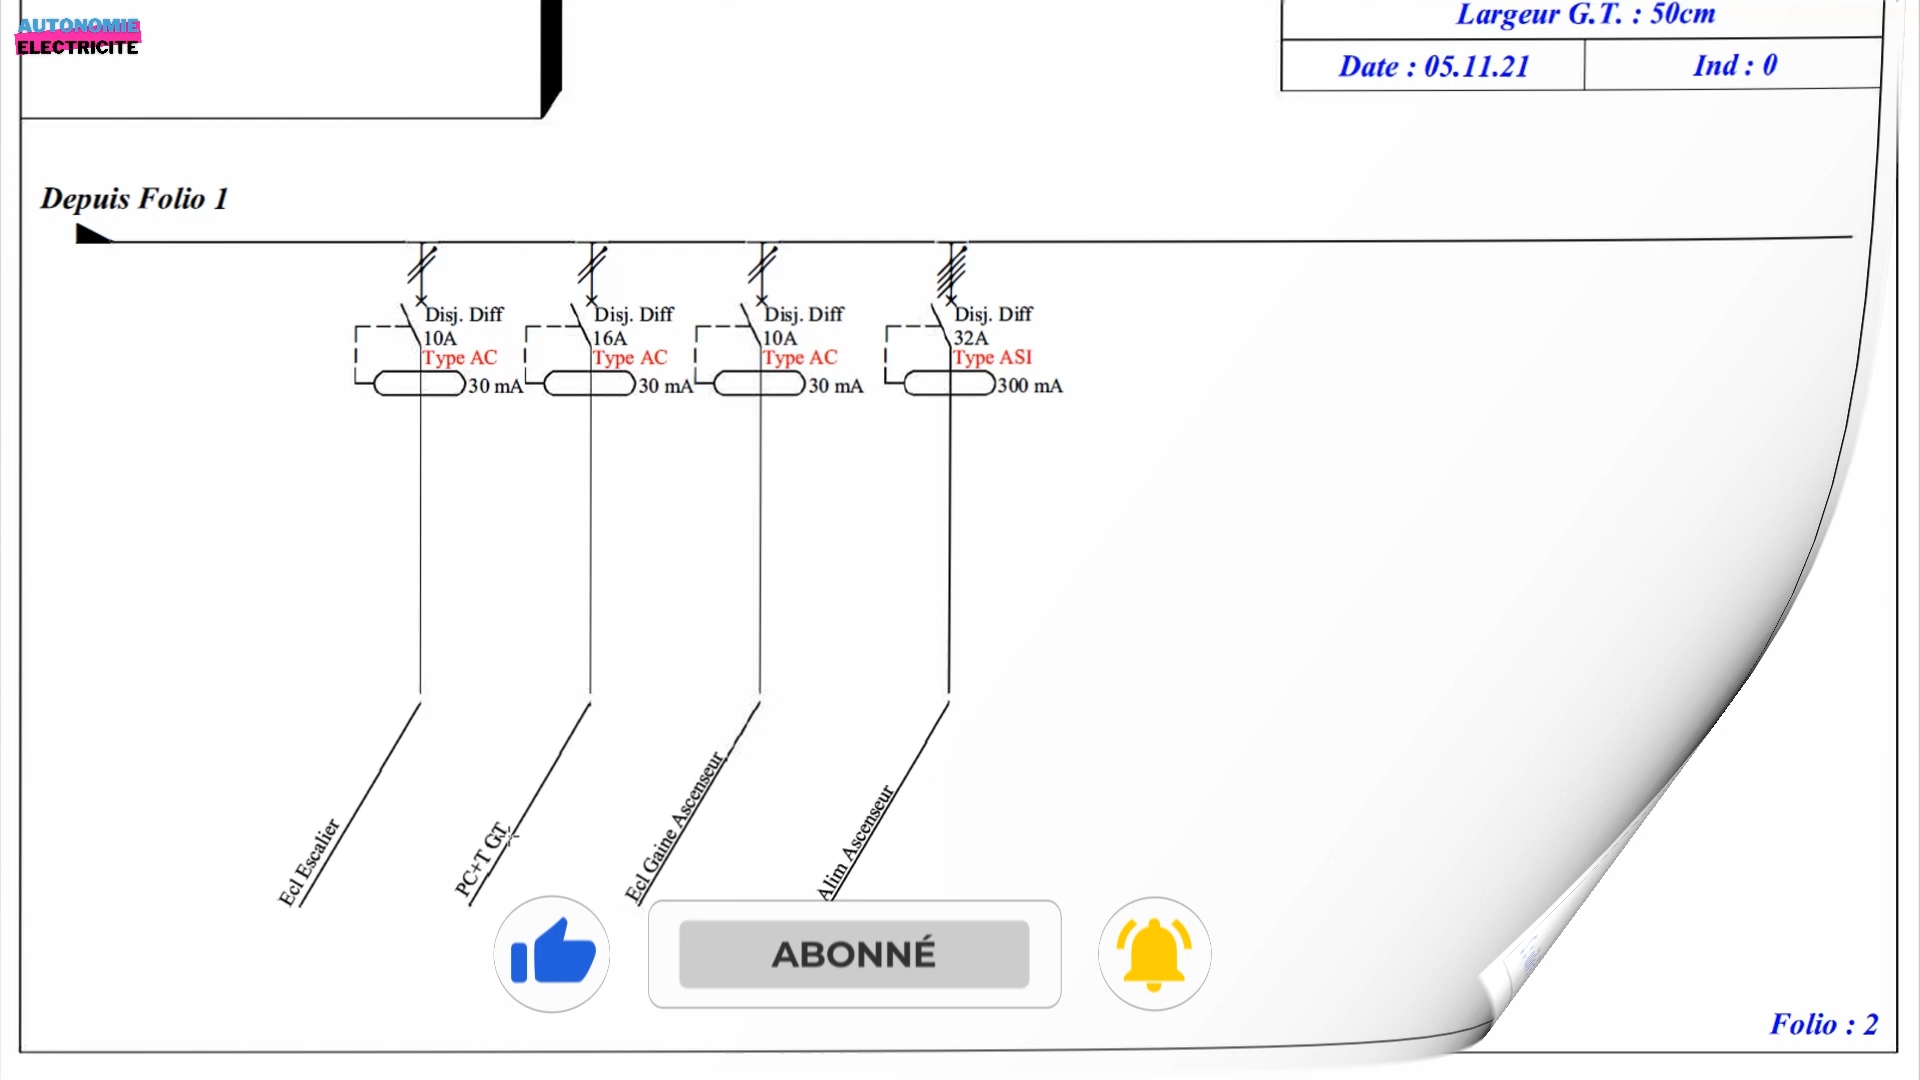 AUTONOMIE
ELECTRICITE
Largeur G.T. : 50cm
Date : 05.11.21
Ind : 0
Depuis Folio 1
Disj. Diff
10A
Type AC
30 mA
Disj. Diff
16A
Type AC
30 mA
Disj. Diff
10A
Type AC
30 mA
Disj. Diff
32A
Type ASI
300 mA
Ecl Escalier
PC+T GT
Ecl Gaine Ascenseur
Alim Ascenseur
ABONNÉ
Folio : 2